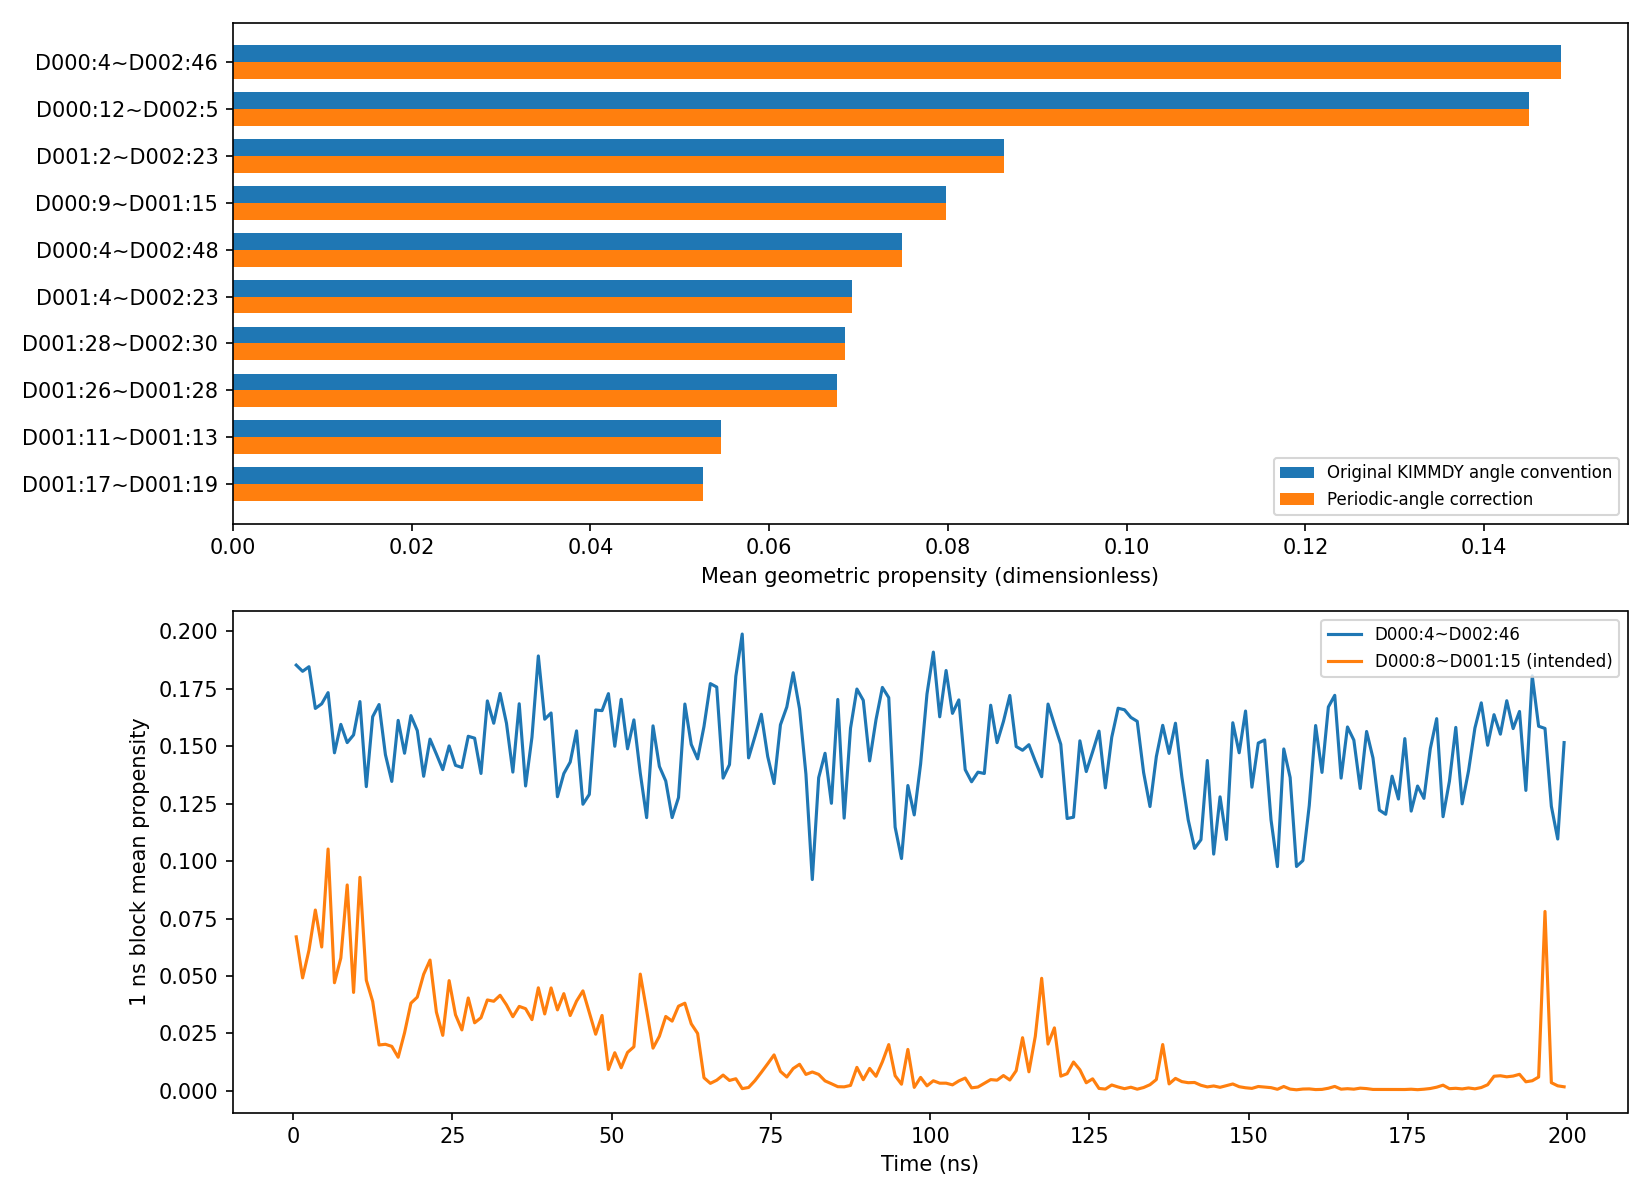 D000:4~D002:46
D000:12~D002:5
D001:2~D002:23
D000:9~D001:15
D000:4~D002:48
D001:4~D002:23
D001:28~D002:30
D001:26~D001:28
D001:11~D001:13
D001:17~D001:19
Original KIMMDY angle convention
Periodic-angle correction
0.00 0.02 0.04 0.06 0.08 0.10 0.12 0.14
Mean geometric propensity (dimensionless)
1 ns block mean propensity
0.200
0.175
0.150
0.125
0.100
0.075
0.050
0.025
0.000
D000:4~D002:46
D000:8~D001:15 (intended)
0 25 50 75 100 125 150 175 200
Time (ns)